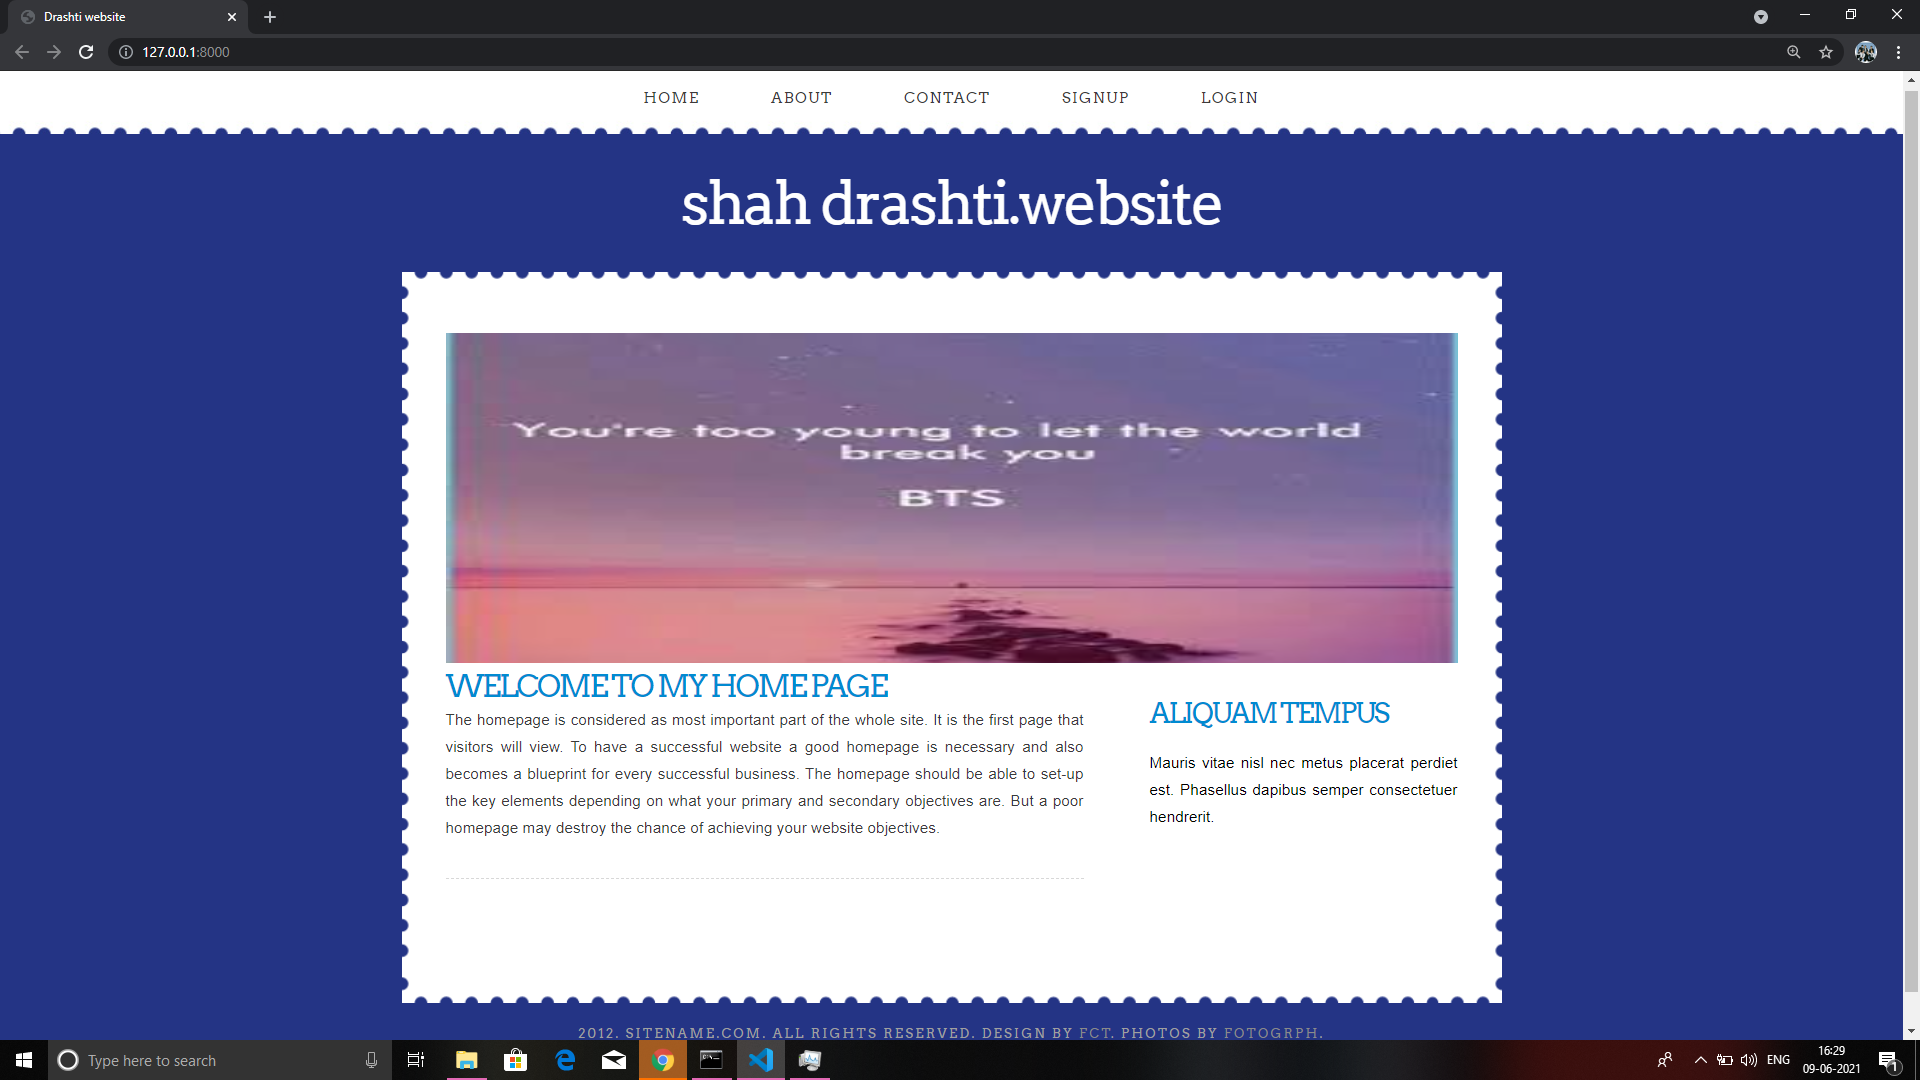 Drashti website
127.0.0.1:8000
HOME ABOUT CONTACT SIGNUP LOGIN
shah drashti.website
You're too young to let the world
break you
BTS
WELCOME TO MY HOME PAGE
The homepage is considered as most important part of the whole site. It is the first page that
visitors will view. To have a successful website a good homepage is necessary and also
becomes a blueprint for every successful business. The homepage should be able to set-up
the key elements depending on what your primary and secondary objectives are. But a poor
homepage may destroy the chance of achieving your website objectives.
ALIQUAM TEMPUS
Mauris vitae nisl nec metus placerat perdiet
est. Phasellus dapibus semper consectetuer
hendrerit.
2012. SITENAME.COM. ALL RIGHTS RESERVED. DESIGN BY FCT. PHOTOS BY FOTOGRPH.
Type here to search
ENG
16:29
09-06-2021
1